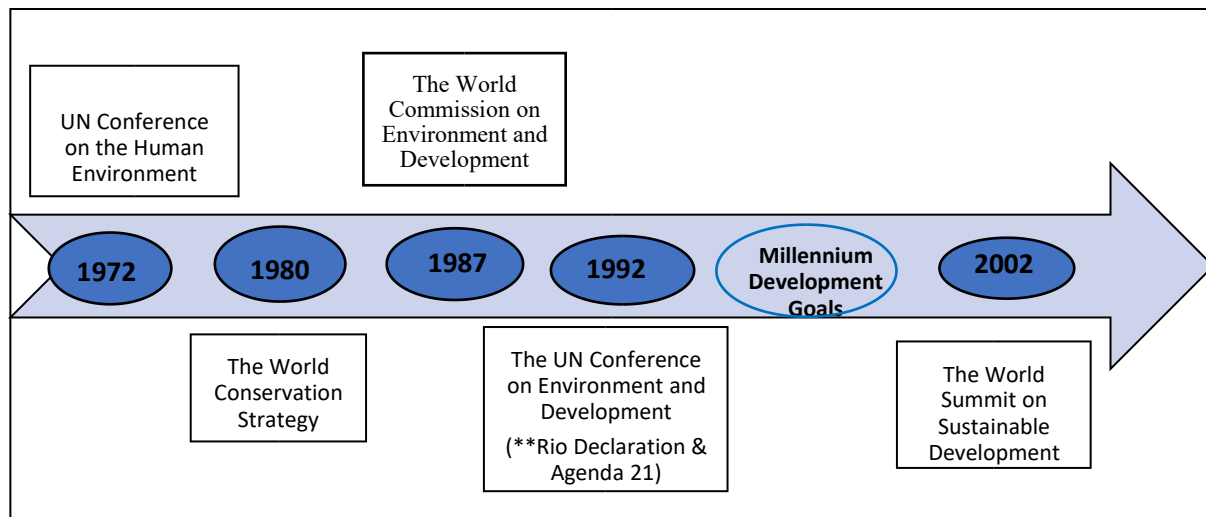 UN Conference
on the Human
Environment
The World
Commission on
Environment and
Development
1972
1980
1987
1992
Millennium
Development
Goals
2002
The World
Conservation
Strategy
The UN Conference
on Environment and
Development
(**Rio Declaration &
Agenda 21)
The World
Summit on
Sustainable
Development